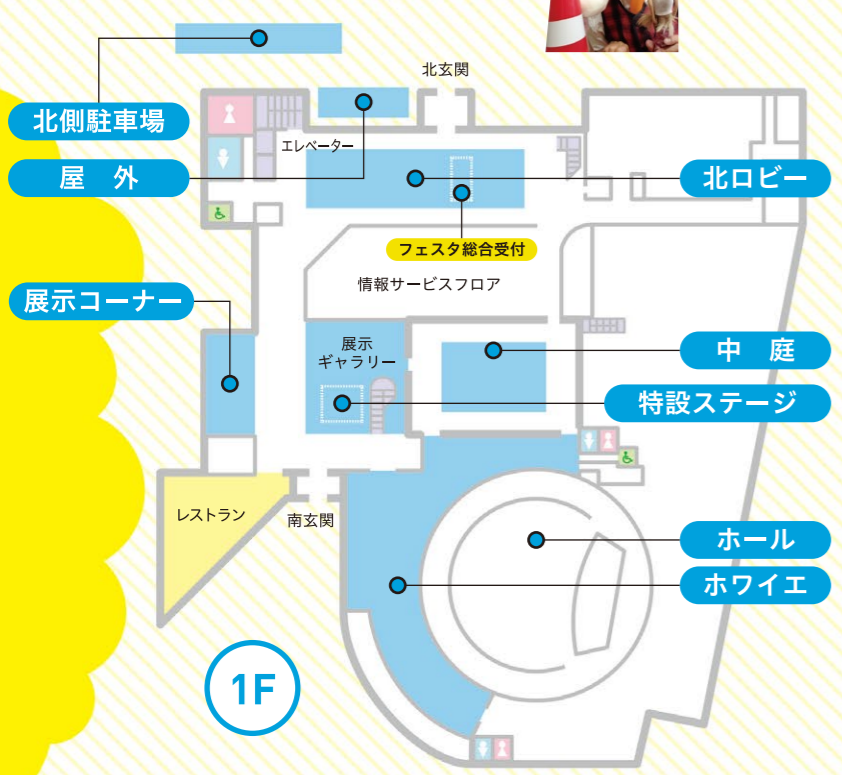 北玄関
北側駐車場
エレベーター
屋 外
北ロビー
フェスタ総合受付
情報サービスフロア
展示コーナー
展示
ギャラリー
中 庭
特設ステージ
レストラン
南玄関
ホール
ホワイエ
1F